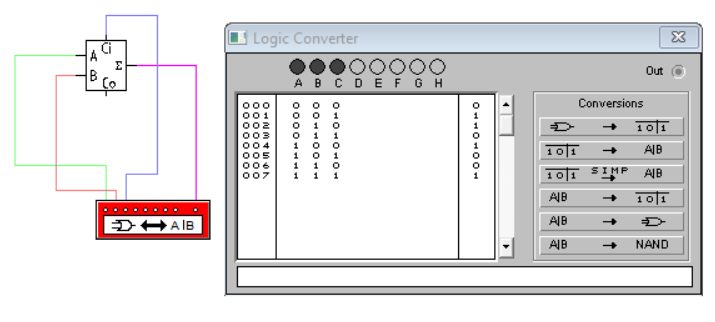 Ci
A
Σ
B
Co
A|B
Logic Converter
A B C D E F G H
Out
000 0 0 0 0
001 0 0 1 1
002 0 1 0 1
003 0 1 1 0
004 1 0 0 1
005 1 0 1 0
006 1 1 0 0
007 1 1 1 1
Conversions
→ 1 0|1
1 0|1 → A|B
1 0|1 SIMP → A|B
A|B → 1 0|1
A|B →
A|B → NAND